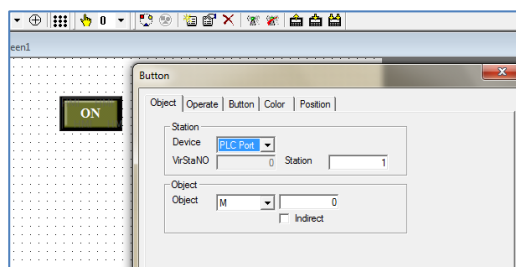 0
een1
ON
Button
Object Operate Button Color Position
Station
Device PLC Port
VirStaNO 0 Station 1
Object
Object M 0
Indirect